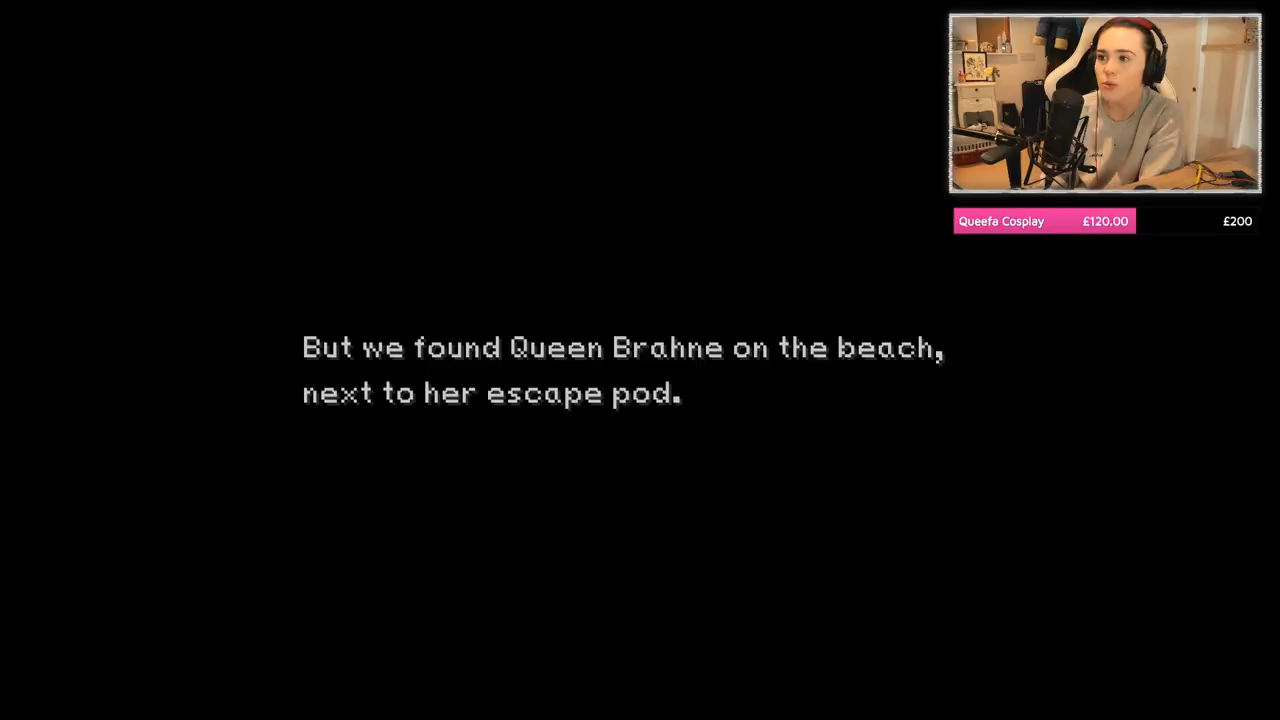 Queefa Cosplay £120.00 £200
But we found Queen Brahne on the beach,
next to her escape pod.